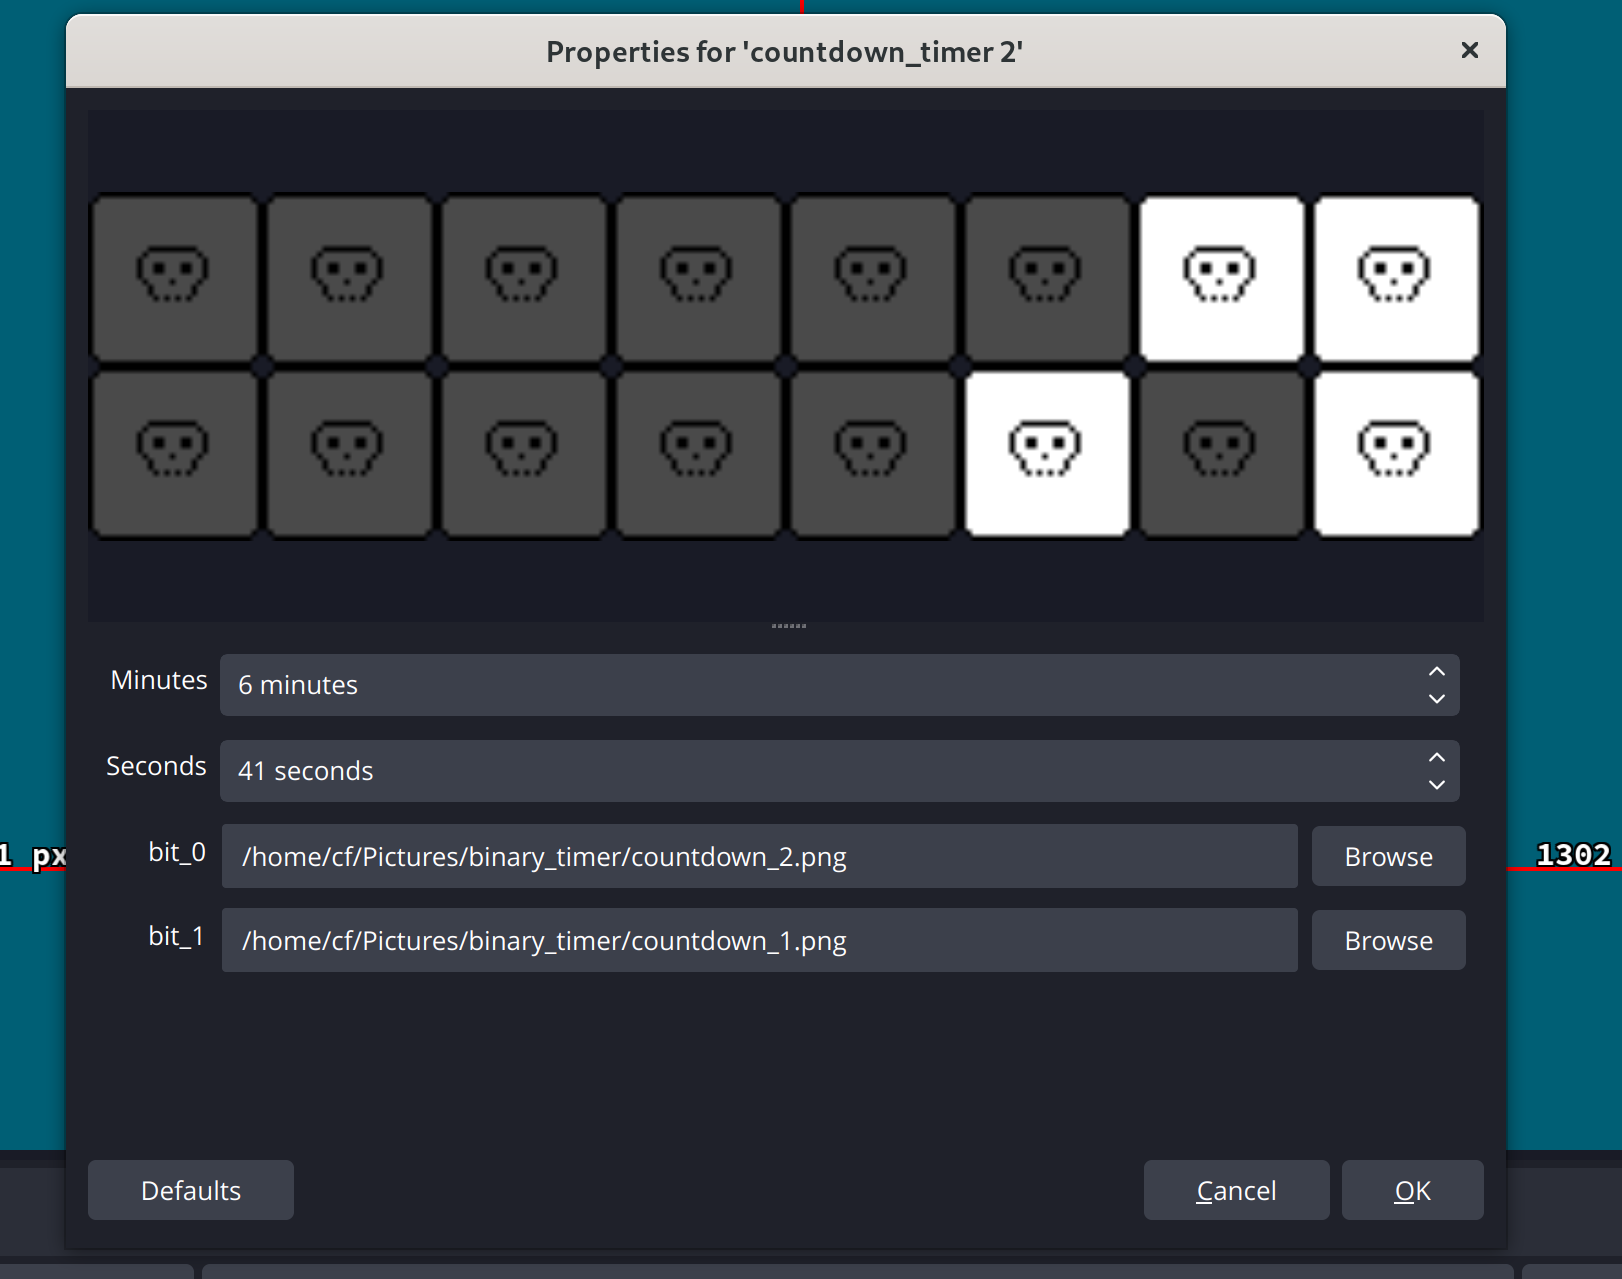 Properties for 'countdown_timer 2'
Minutes
6 minutes
Seconds
41 seconds
bit_0
/home/cf/Pictures/binary_timer/countdown_2.png
Browse
1 px
1302
bit_1
/home/cf/Pictures/binary_timer/countdown_1.png
Browse
Defaults
Cancel
OK